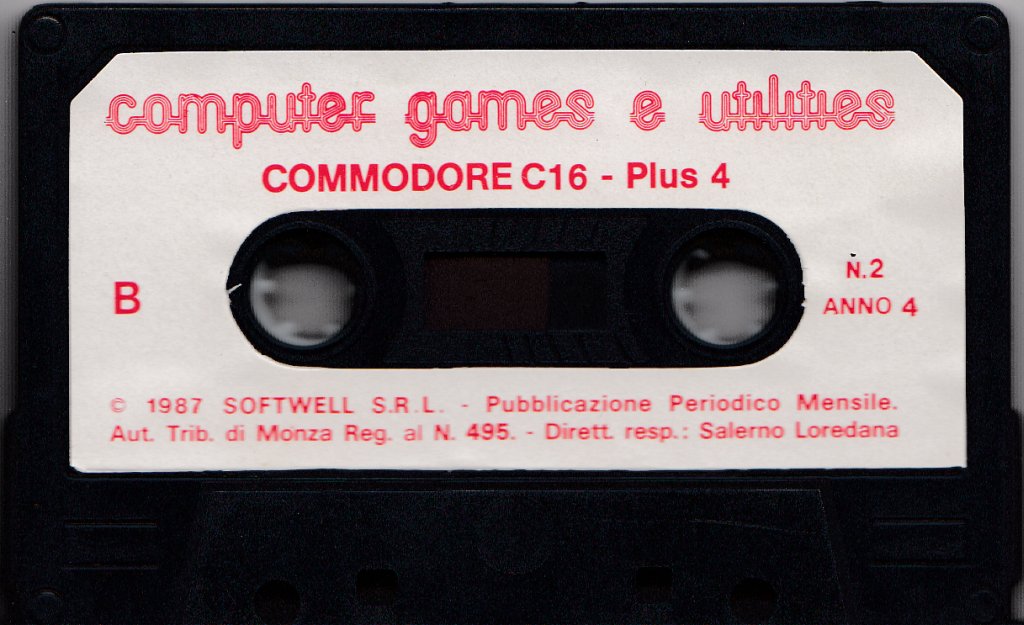 computer games e utilities
COMMODORE C16 - Plus 4
B
N.2
ANNO 4
© 1987 SOFTWELL S.R.L. - Pubblicazione Periodico Mensile.
Aut. Trib. di Monza Reg. al N. 495. - Dirett. resp.: Salerno Loredana